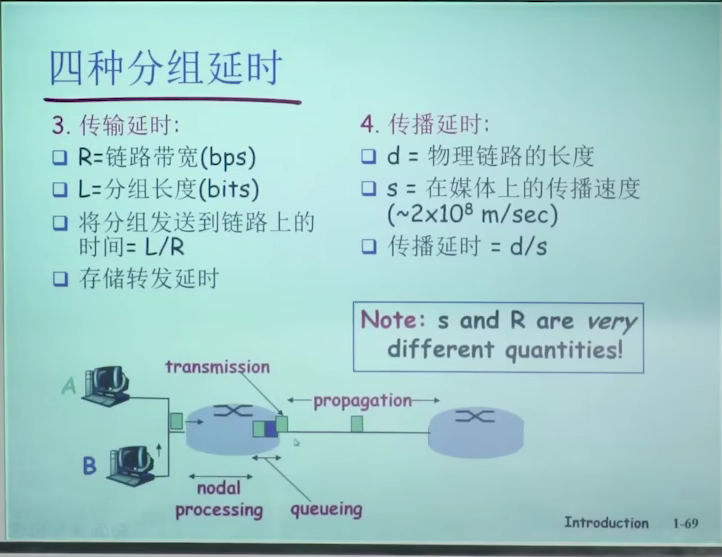 四种分组延时
3. 传输延时:
R=链路带宽(bps)
L=分组长度(bits)
将分组发送到链路上的
时间= L/R
存储转发延时
4. 传播延时:
d = 物理链路的长度
s = 在媒体上的传播速度
(~2x10⁸ m/sec)
传播延时 = d/s
Note: s and R are very
different quantities!
transmission
A
propagation
B
nodal
processing
queueing
Introduction 1-69